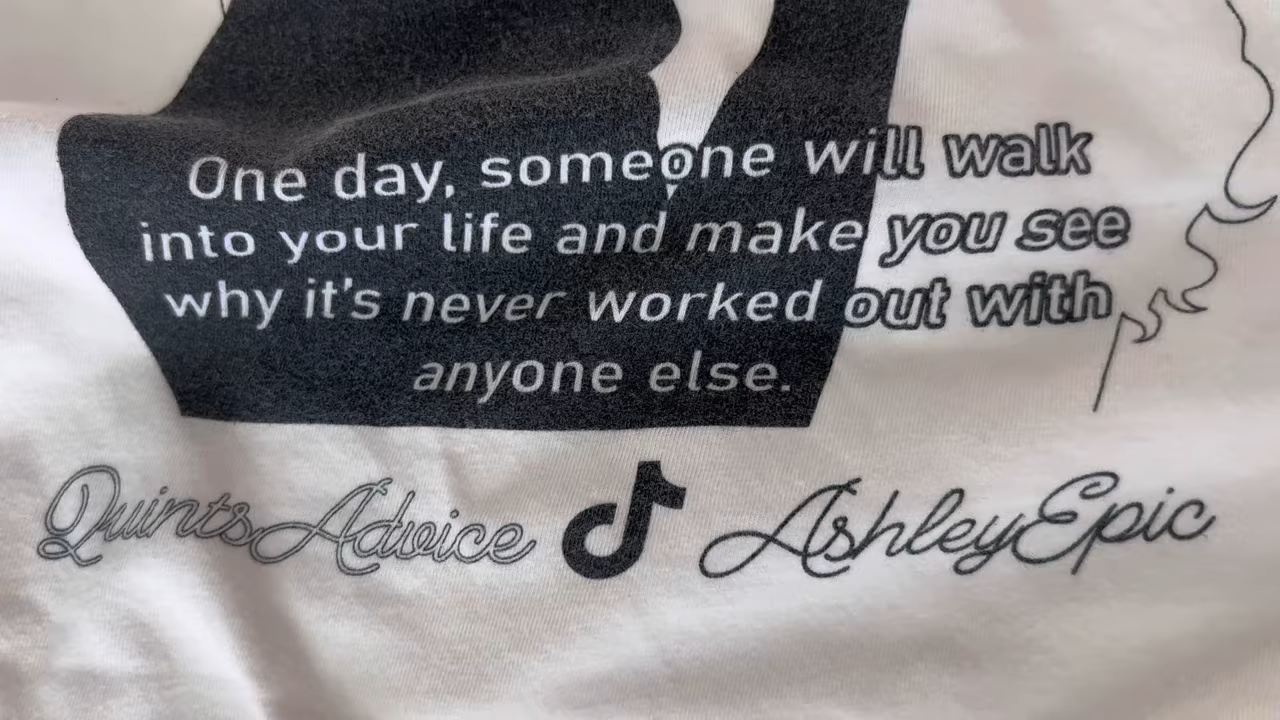 One day, someone will walk
into your life and make you see
why it's never worked out with
anyone else.
QuintsAdvice AshleyEpic